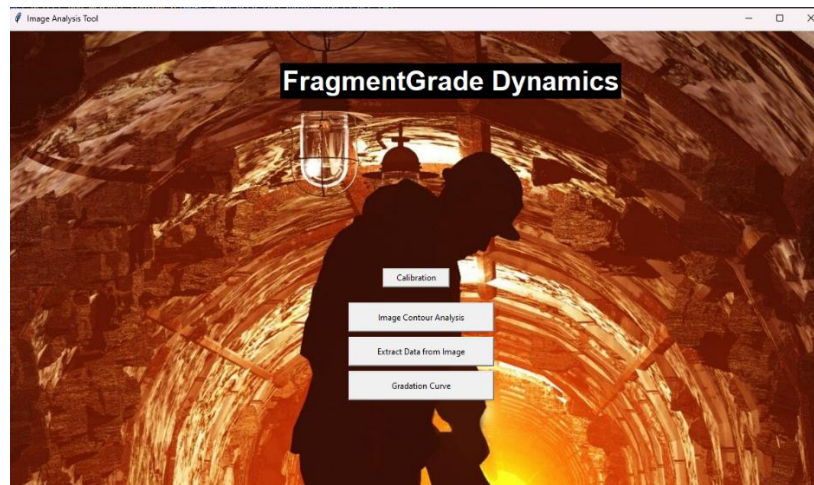 Image Analysis Tool
FragmentGrade Dynamics
Calibration
Image Contour Analysis
Extract Data from Image
Gradation Curve